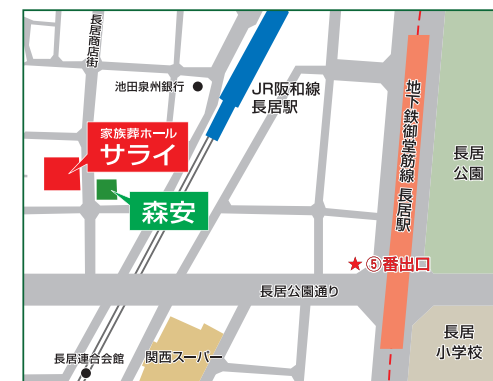 長居
商店
街
池田泉州銀行
JR阪和線
長居駅
家族葬ホール
サライ
森安
地下鉄御堂筋線 長居駅
長居
公園
★⑤番出口
長居公園通り
長居連合会館
関西スーパー
長居
小学校